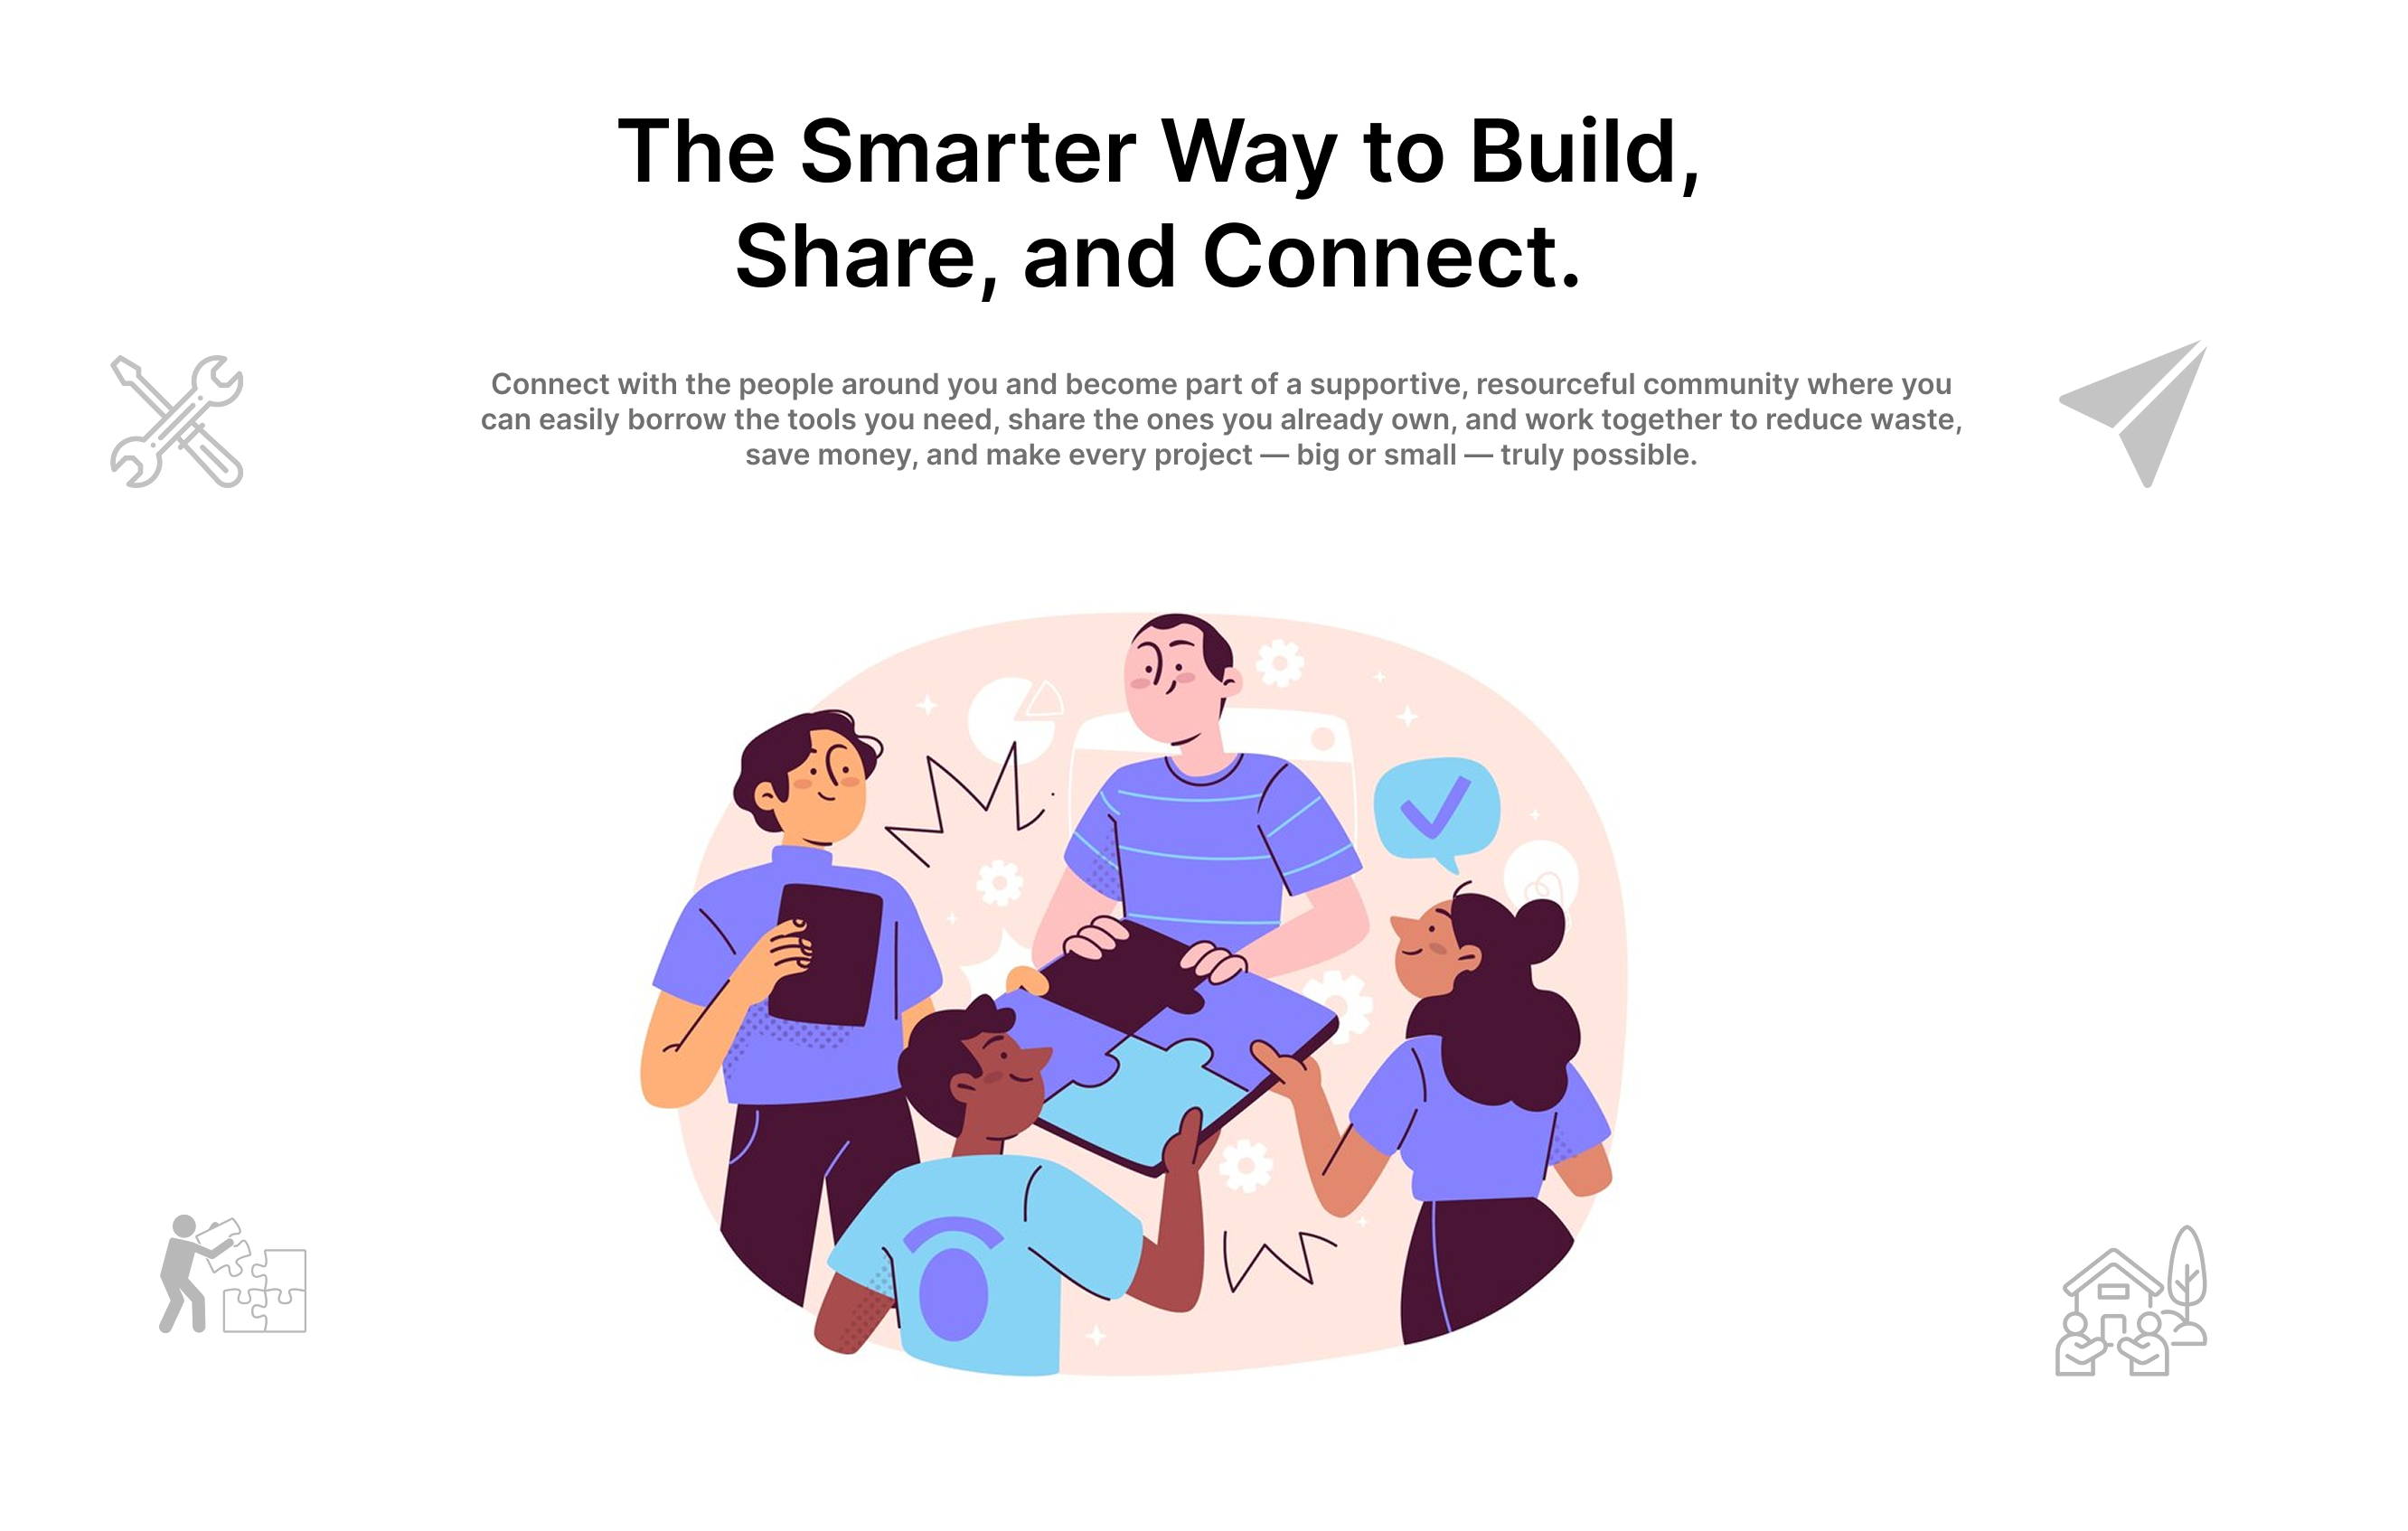 The Smarter Way to Build,
Share, and Connect.
Connect with the people around you and become part of a supportive, resourceful community where you
can easily borrow the tools you need, share the ones you already own, and work together to reduce waste,
save money, and make every project — big or small — truly possible.